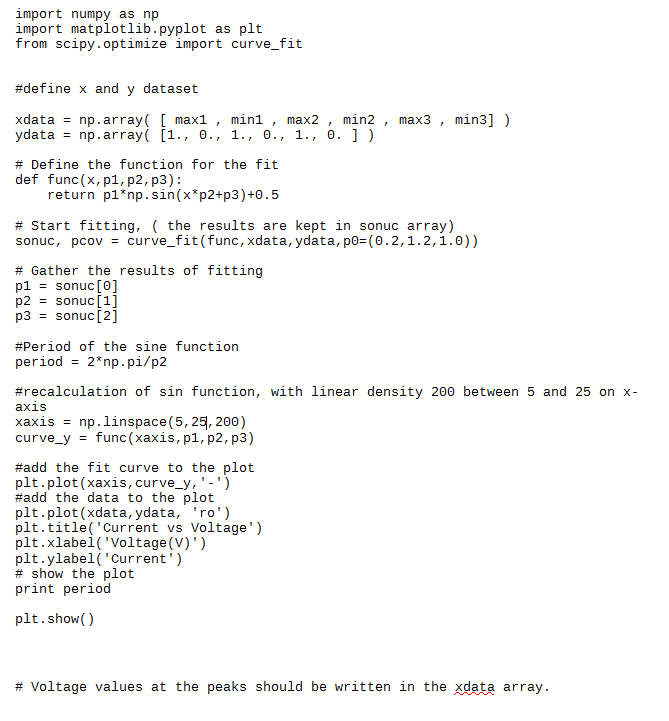 import numpy as np
import matplotlib.pyplot as plt
from scipy.optimize import curve_fit
#define x and y dataset
xdata = np.array( [ max1 , min1 , max2 , min2 , max3 , min3] )
ydata = np.array( [1., 0., 1., 0., 1., 0. ] )
# Define the function for the fit
def func(x,p1,p2,p3):
    return p1*np.sin(x*p2+p3)+0.5
# Start fitting, ( the results are kept in sonuc array)
sonuc, pcov = curve_fit(func,xdata,ydata,p0=(0.2,1.2,1.0))
# Gather the results of fitting
p1 = sonuc[0]
p2 = sonuc[1]
p3 = sonuc[2]
#Period of the sine function
period = 2*np.pi/p2
#recalculation of sin function, with linear density 200 between 5 and 25 on x-
axis
xaxis = np.linspace(5,25,200)
curve_y = func(xaxis,p1,p2,p3)
#add the fit curve to the plot
plt.plot(xaxis,curve_y,'-')
#add the data to the plot
plt.plot(xdata,ydata, 'ro')
plt.title('Current vs Voltage')
plt.xlabel('Voltage(V)')
plt.ylabel('Current')
# show the plot
print period
plt.show()
# Voltage values at the peaks should be written in the xdata array.